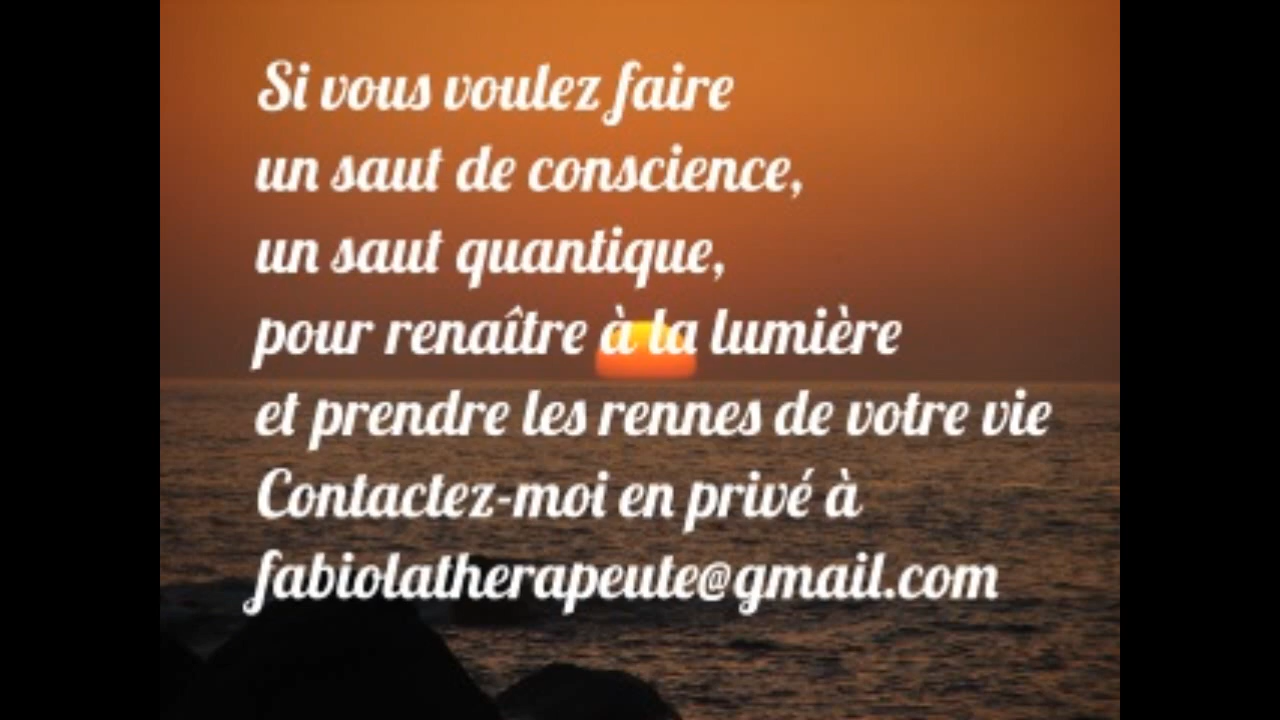 Si vous voulez faire
un saut de conscience,
un saut quantique,
pour renaître à la lumière
et prendre les rennes de votre vie
Contactez-moi en privé à
fabiolatherapeute@gmail.com